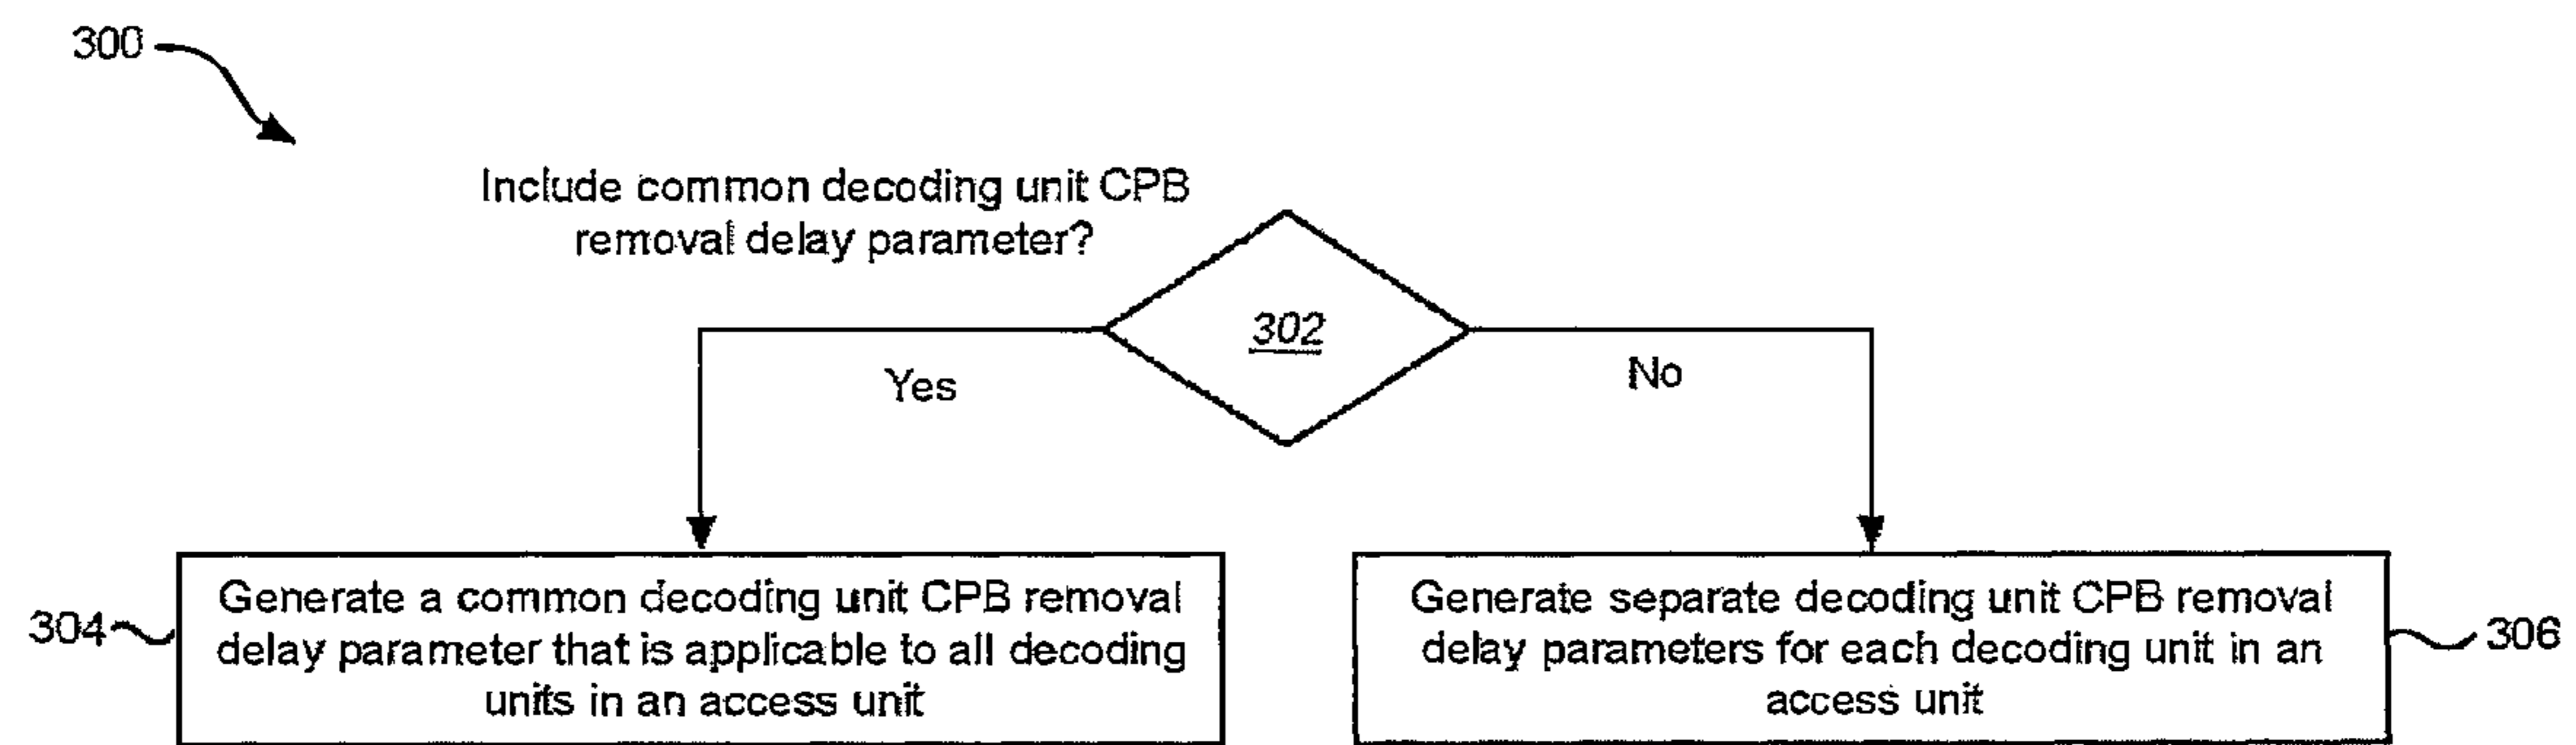 300
Include common decoding unit CPB
removal delay parameter?
302
Yes
No
304
Generate a common decoding unit CPB removal
delay parameter that is applicable to all decoding
units in an access unit
Generate separate decoding unit CPB removal
delay parameters for each decoding unit in an
access unit
306